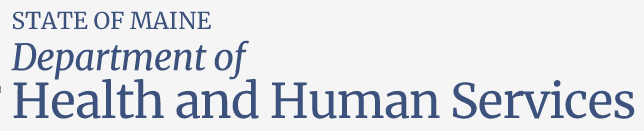 STATE OF MAINE
Department of
Health and Human Services